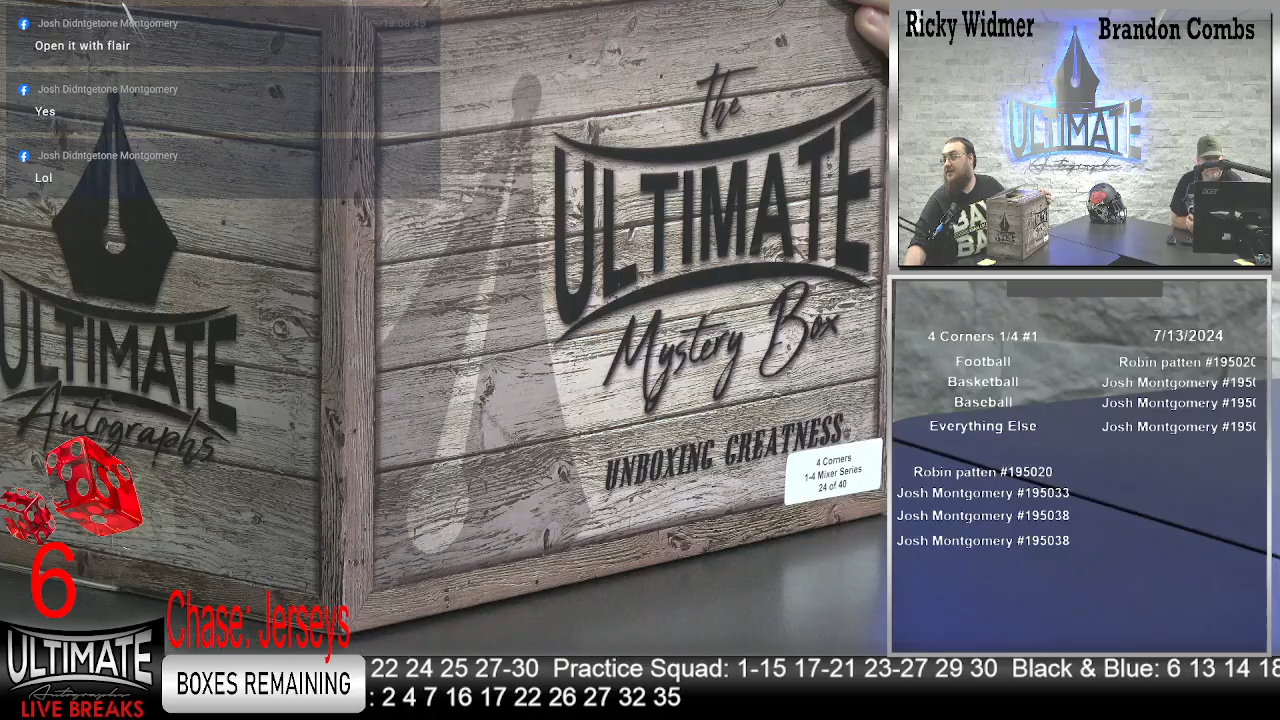 Josh Didntgetone Montgomery
Open it with flair
Josh Didntgetone Montgomery
Yes
Josh Didntgetone Montgomery
Lol
18:08:45
the
ULTIMATE
Mystery Box
UNBOXING GREATNESS
4 Corners
1-4 Mixer Series
24 of 40
ULTIMATE
Autographs
6
Chase: Jerseys
ULTIMATE
Autographs
LIVE BREAKS
BOXES REMAINING
22 24 25 27-30 Practice Squad: 1-15 17-21 23-27 29 30 Black & Blue: 6 13 14 18
: 2 4 7 16 17 22 26 27 32 35
Ricky Widmer
Brandon Combs
ULTIMATE
Autographs
acer
4 Corners 1/4 #1 7/13/2024
Football Robin patten #195020
Basketball Josh Montgomery #195
Baseball Josh Montgomery #195
Everything Else Josh Montgomery #195
Robin patten #195020
Josh Montgomery #195033
Josh Montgomery #195038
Josh Montgomery #195038